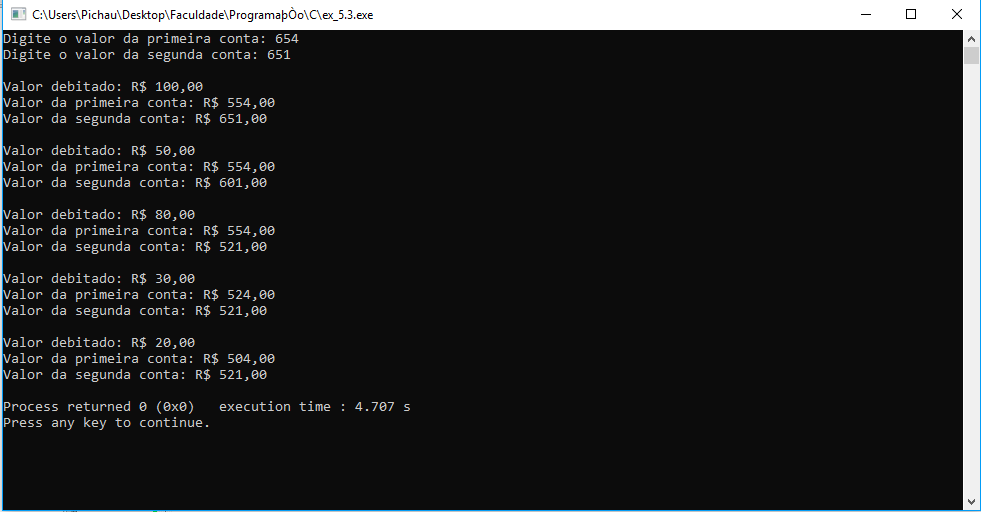 C:\Users\Pichau\Desktop\Faculdade\ProgramaþÒo\C\ex_5.3.exe
Digite o valor da primeira conta: 654
Digite o valor da segunda conta: 651
Valor debitado: R$ 100,00
Valor da primeira conta: R$ 554,00
Valor da segunda conta: R$ 651,00
Valor debitado: R$ 50,00
Valor da primeira conta: R$ 554,00
Valor da segunda conta: R$ 601,00
Valor debitado: R$ 80,00
Valor da primeira conta: R$ 554,00
Valor da segunda conta: R$ 521,00
Valor debitado: R$ 30,00
Valor da primeira conta: R$ 524,00
Valor da segunda conta: R$ 521,00
Valor debitado: R$ 20,00
Valor da primeira conta: R$ 504,00
Valor da segunda conta: R$ 521,00
Process returned 0 (0x0)   execution time : 4.707 s
Press any key to continue.